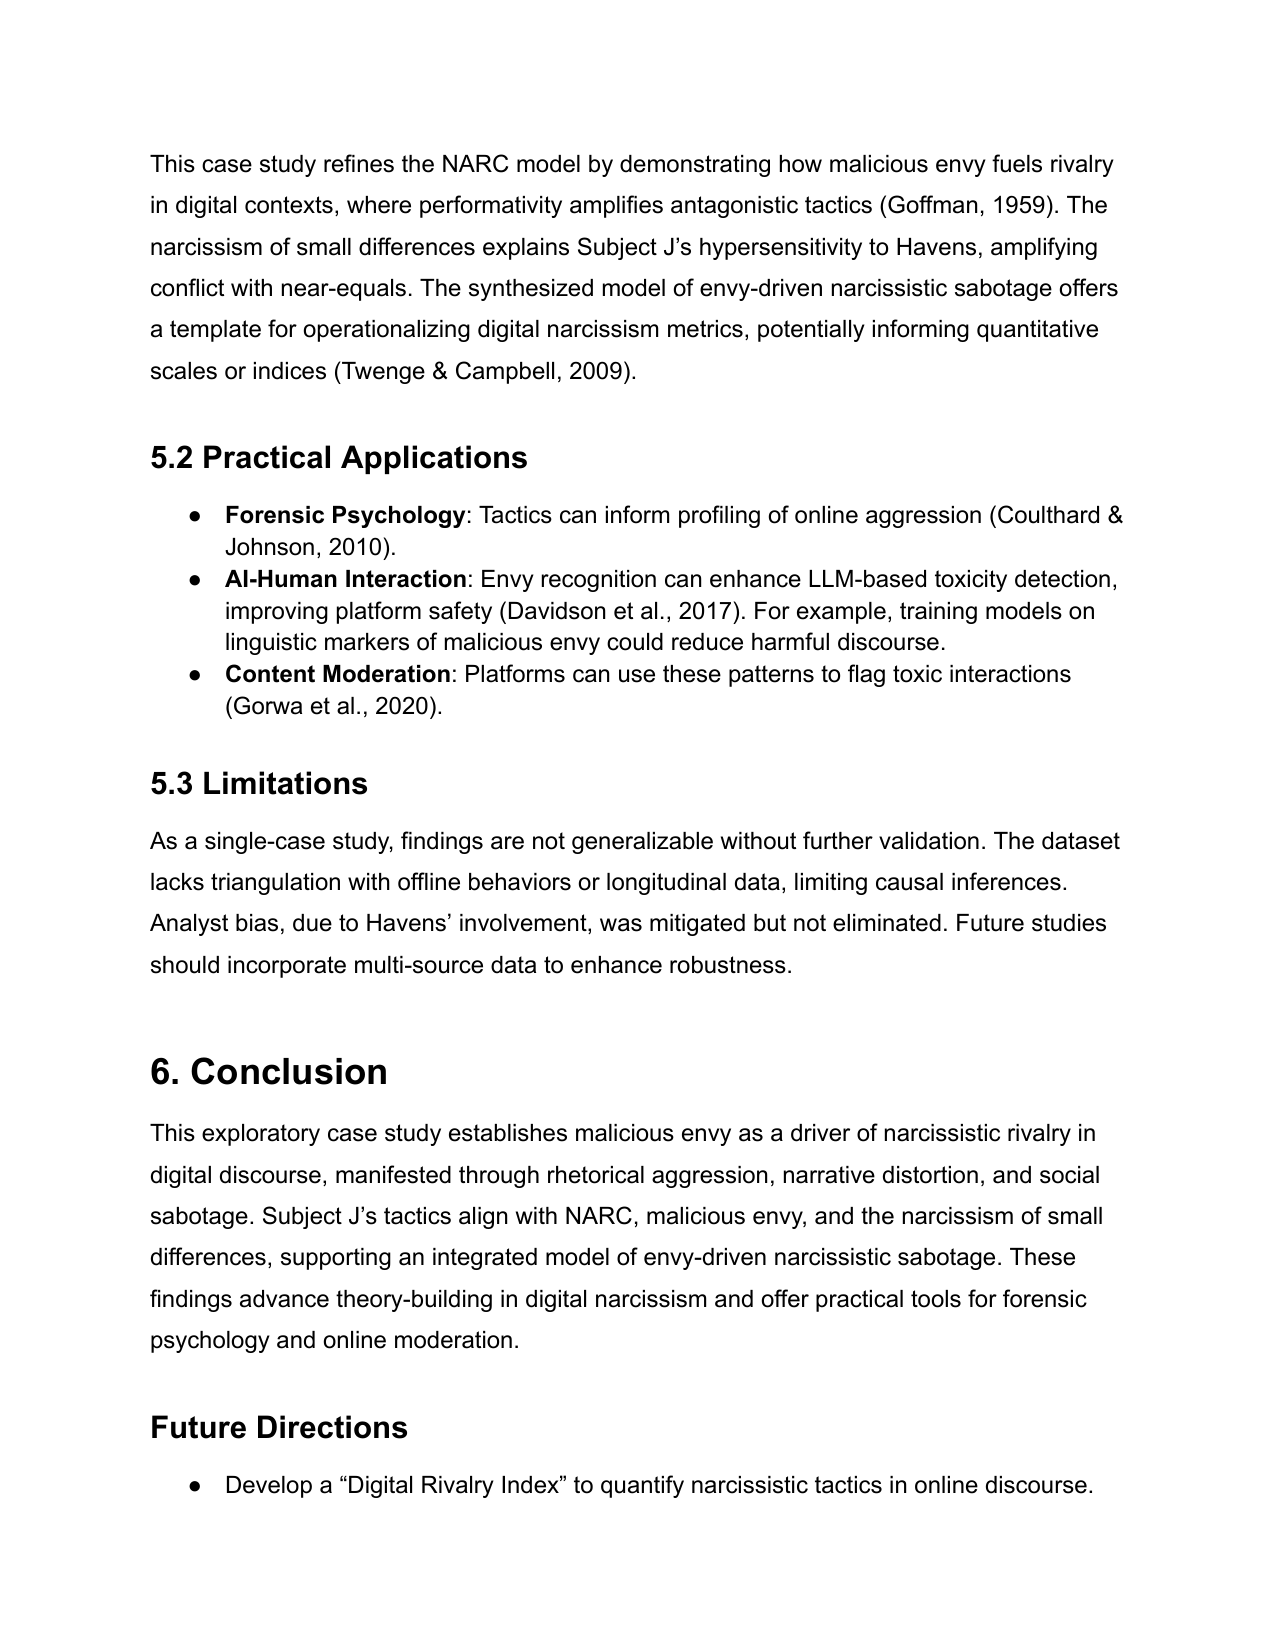 This case study refines the NARC model by demonstrating how malicious envy fuels rivalry
in digital contexts, where performativity amplifies antagonistic tactics (Goffman, 1959). The
narcissism of small differences explains Subject J’s hypersensitivity to Havens, amplifying
conflict with near-equals. The synthesized model of envy-driven narcissistic sabotage offers
a template for operationalizing digital narcissism metrics, potentially informing quantitative
scales or indices (Twenge & Campbell, 2009).
5.2 Practical Applications
● Forensic Psychology: Tactics can inform profiling of online aggression (Coulthard &
Johnson, 2010).
● AI-Human Interaction: Envy recognition can enhance LLM-based toxicity detection,
improving platform safety (Davidson et al., 2017). For example, training models on
linguistic markers of malicious envy could reduce harmful discourse.
● Content Moderation: Platforms can use these patterns to flag toxic interactions
(Gorwa et al., 2020).
5.3 Limitations
As a single-case study, findings are not generalizable without further validation. The dataset
lacks triangulation with offline behaviors or longitudinal data, limiting causal inferences.
Analyst bias, due to Havens’ involvement, was mitigated but not eliminated. Future studies
should incorporate multi-source data to enhance robustness.
6. Conclusion
This exploratory case study establishes malicious envy as a driver of narcissistic rivalry in
digital discourse, manifested through rhetorical aggression, narrative distortion, and social
sabotage. Subject J’s tactics align with NARC, malicious envy, and the narcissism of small
differences, supporting an integrated model of envy-driven narcissistic sabotage. These
findings advance theory-building in digital narcissism and offer practical tools for forensic
psychology and online moderation.
Future Directions
● Develop a “Digital Rivalry Index” to quantify narcissistic tactics in online discourse.